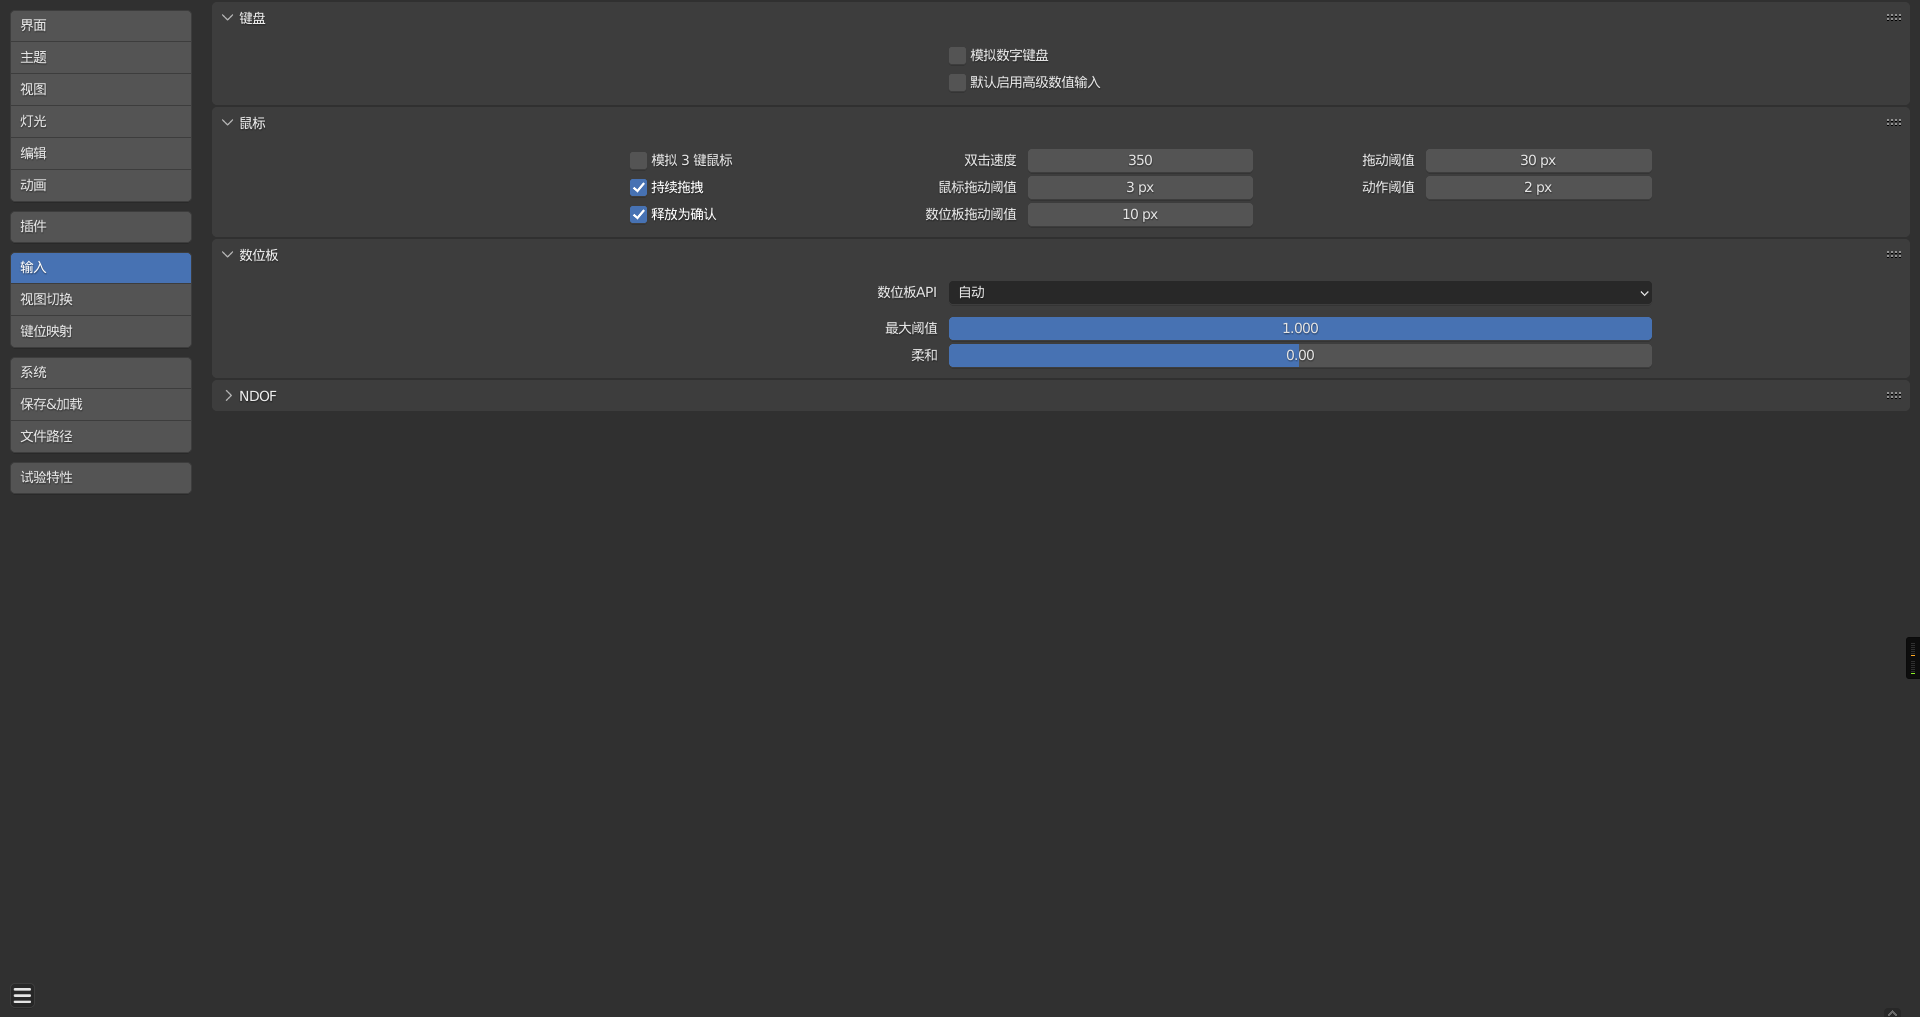 界面
主题
视图
灯光
编辑
动画
插件
输入
视图切换
键位映射
系统
保存&加载
文件路径
试验特性
键盘
模拟数字键盘
默认启用高级数值输入
鼠标
模拟 3 键鼠标
持续拖拽
释放为确认
双击速度 350
鼠标拖动阈值 3 px
数位板拖动阈值 10 px
拖动阈值 30 px
动作阈值 2 px
数位板
数位板API 自动
最大阈值 1.000
柔和 0.00
NDOF